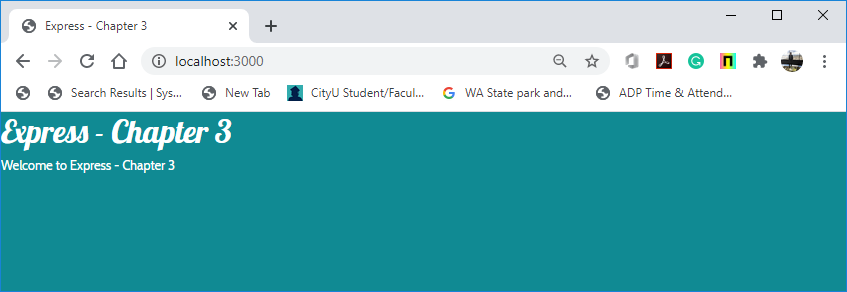 Express - Chapter 3
localhost:3000
Search Results | Sys... New Tab CityU Student/Facul... WA State park and... ADP Time & Attend...
Express - Chapter 3
Welcome to Express - Chapter 3